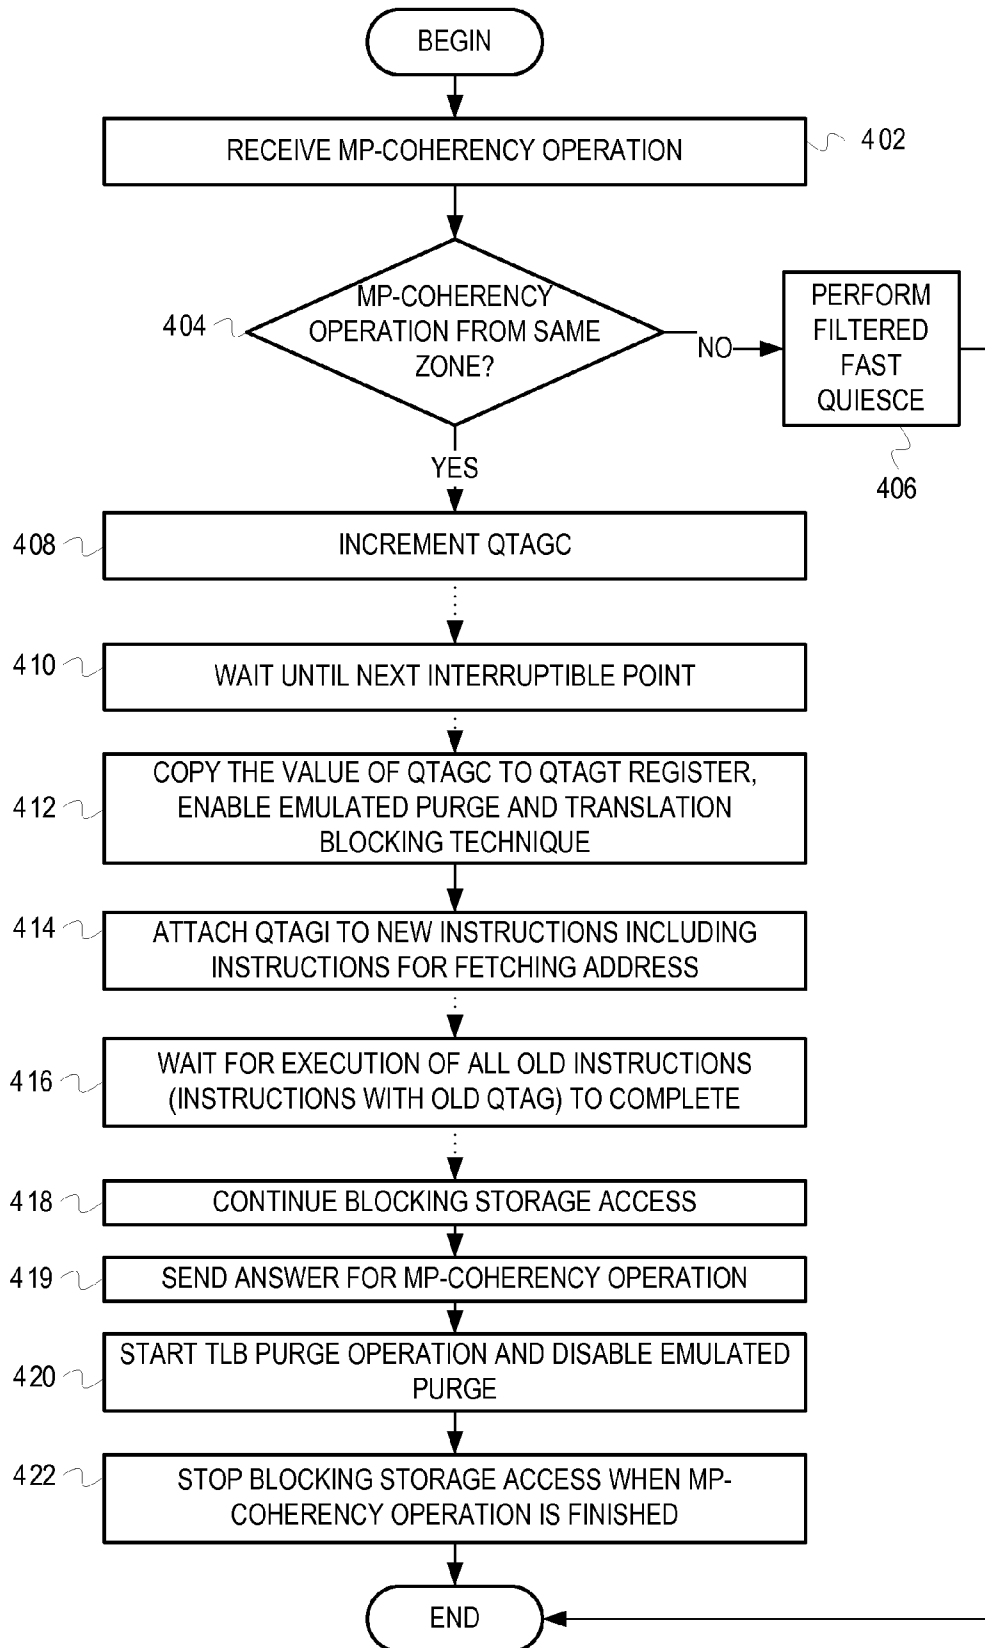 BEGIN
RECEIVE MP-COHERENCY OPERATION
402
MP-COHERENCY
OPERATION FROM SAME
ZONE?
404
NO
PERFORM
FILTERED
FAST
QUIESCE
406
YES
408
INCREMENT QTAGC
410
WAIT UNTIL NEXT INTERRUPTIBLE POINT
412
COPY THE VALUE OF QTAGC TO QTAGT REGISTER,
ENABLE EMULATED PURGE AND TRANSLATION
BLOCKING TECHNIQUE
414
ATTACH QTAGI TO NEW INSTRUCTIONS INCLUDING
INSTRUCTIONS FOR FETCHING ADDRESS
416
WAIT FOR EXECUTION OF ALL OLD INSTRUCTIONS
(INSTRUCTIONS WITH OLD QTAG) TO COMPLETE
418
CONTINUE BLOCKING STORAGE ACCESS
419
SEND ANSWER FOR MP-COHERENCY OPERATION
420
START TLB PURGE OPERATION AND DISABLE EMULATED
PURGE
422
STOP BLOCKING STORAGE ACCESS WHEN MP-
COHERENCY OPERATION IS FINISHED
END